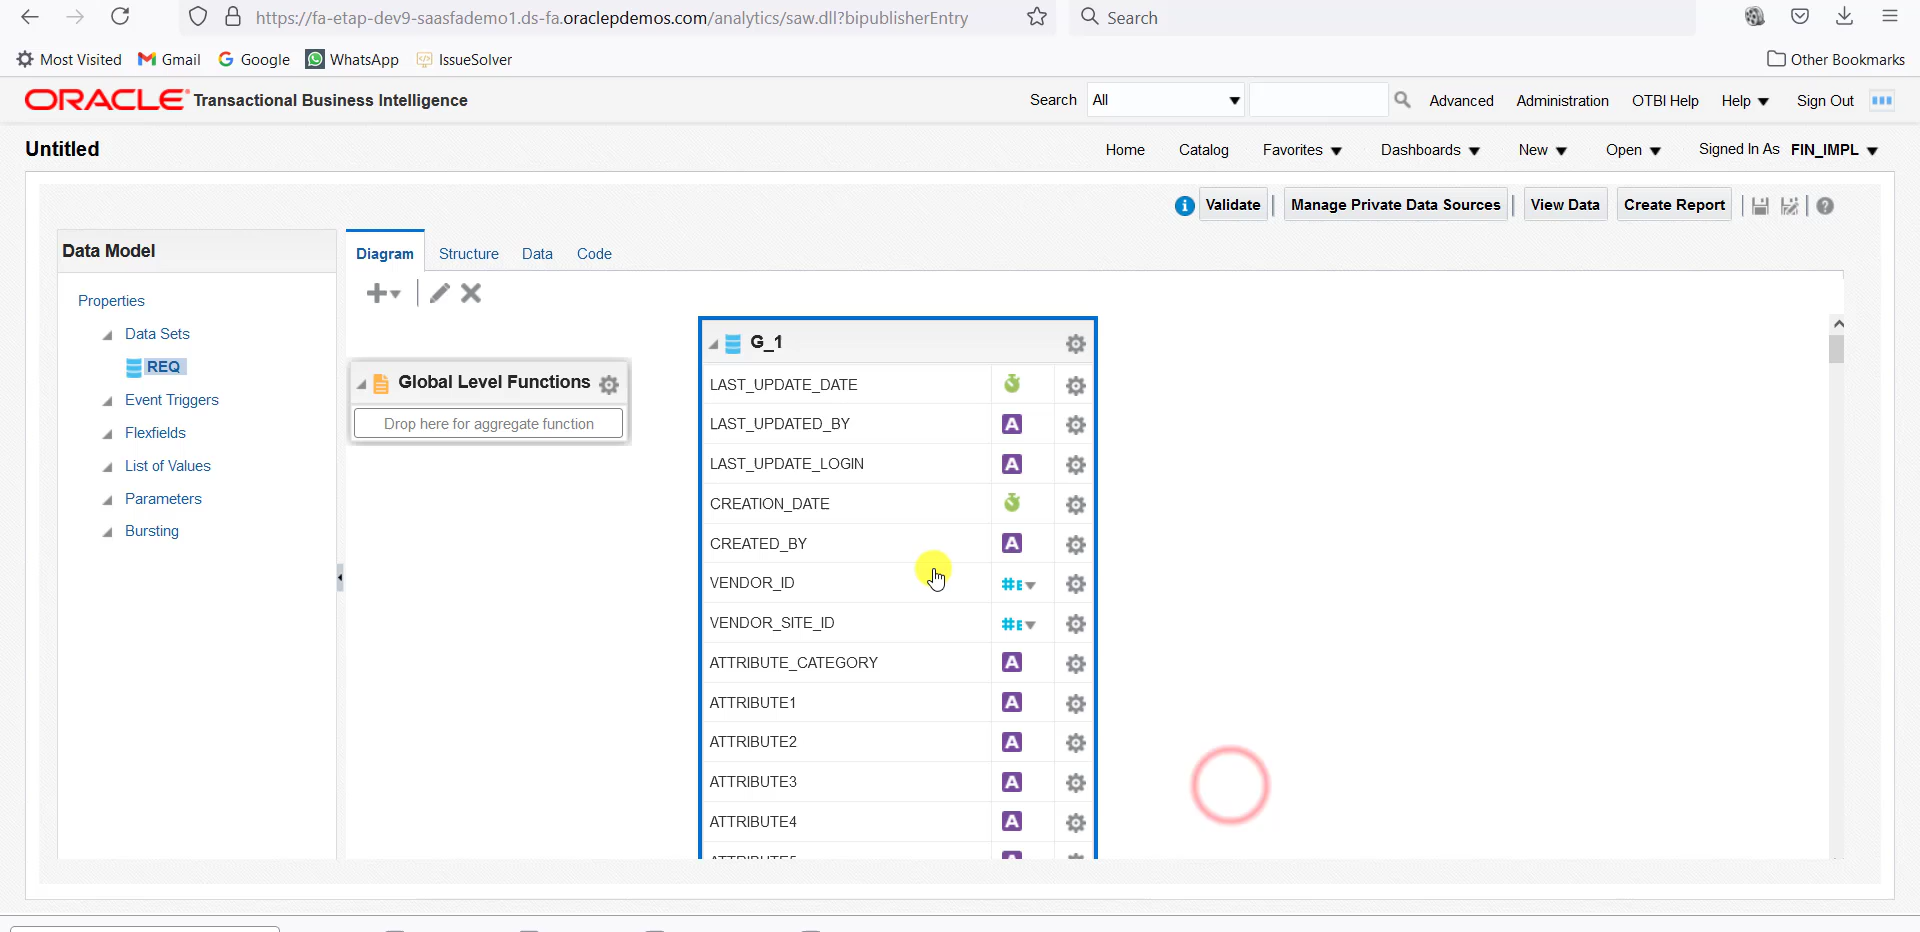 https://fa-etap-dev9-saasfademo1.ds-fa.oraclepdemos.com/analytics/saw.dll?bipublisherEntry
Search
Most Visited
Gmail
Google
WhatsApp
IssueSolver
Other Bookmarks
ORACLE Transactional Business Intelligence
Search
All
Advanced
Administration
OTBI Help
Help
Sign Out
Untitled
Home
Catalog
Favorites
Dashboards
New
Open
Signed In As FIN_IMPL
Validate
Manage Private Data Sources
View Data
Create Report
Data Model
Properties
Data Sets
REQ
Event Triggers
Flexfields
List of Values
Parameters
Bursting
Diagram
Structure
Data
Code
Global Level Functions
Drop here for aggregate function
G_1
LAST_UPDATE_DATE
LAST_UPDATED_BY
A
LAST_UPDATE_LOGIN
A
CREATION_DATE
CREATED_BY
A
VENDOR_ID
VENDOR_SITE_ID
ATTRIBUTE_CATEGORY
A
ATTRIBUTE1
A
ATTRIBUTE2
A
ATTRIBUTE3
A
ATTRIBUTE4
A